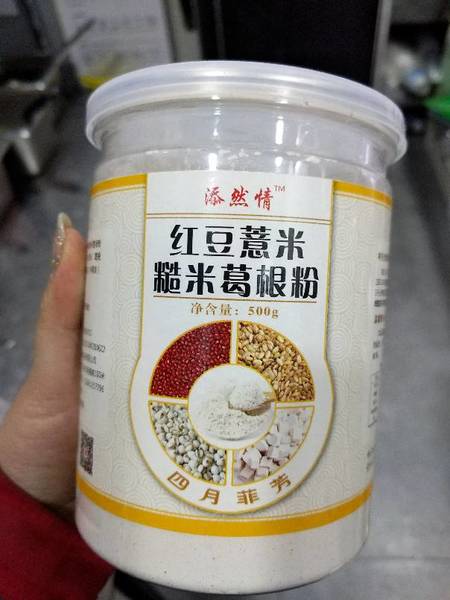 添然情™
红豆薏米
糙米葛根粉
净含量：500g
四月菲芳